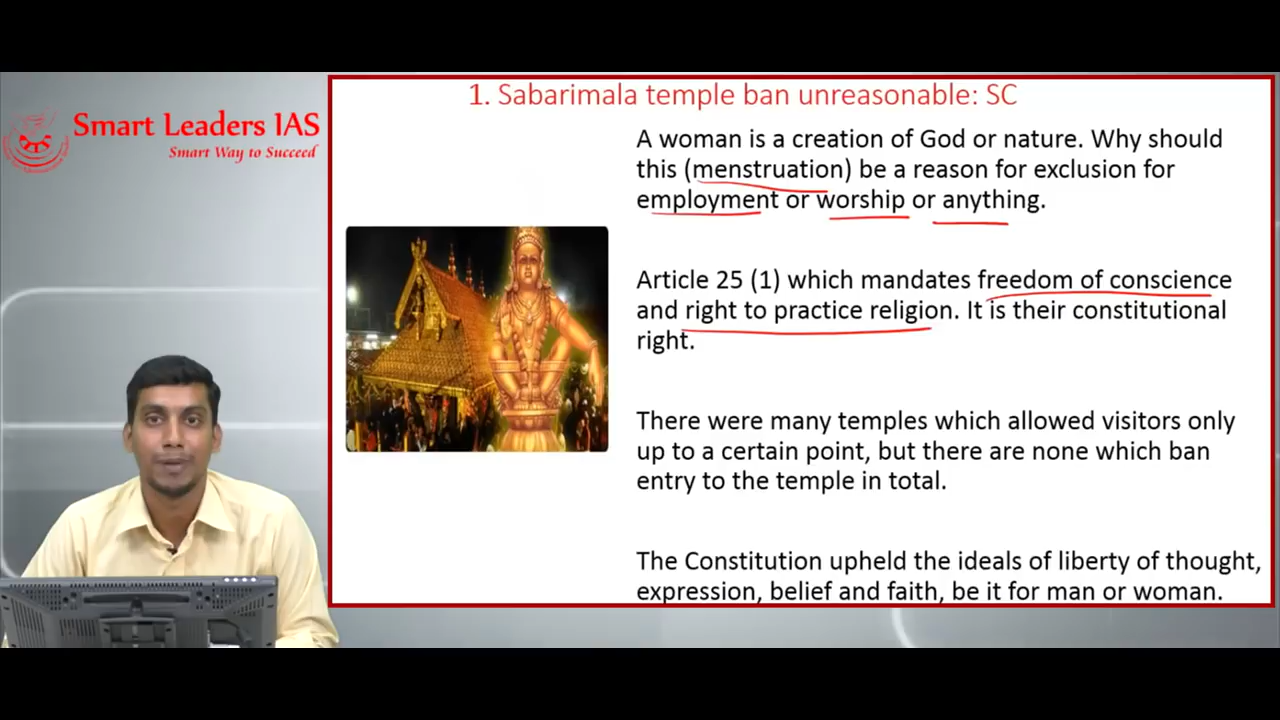 Smart Leaders IAS
Smart Way to Succeed
1. Sabarimala temple ban unreasonable: SC
A woman is a creation of God or nature. Why should
this (menstruation) be a reason for exclusion for
employment or worship or anything.
Article 25 (1) which mandates freedom of conscience
and right to practice religion. It is their constitutional
right.
There were many temples which allowed visitors only
up to a certain point, but there are none which ban
entry to the temple in total.
The Constitution upheld the ideals of liberty of thought,
expression, belief and faith, be it for man or woman.